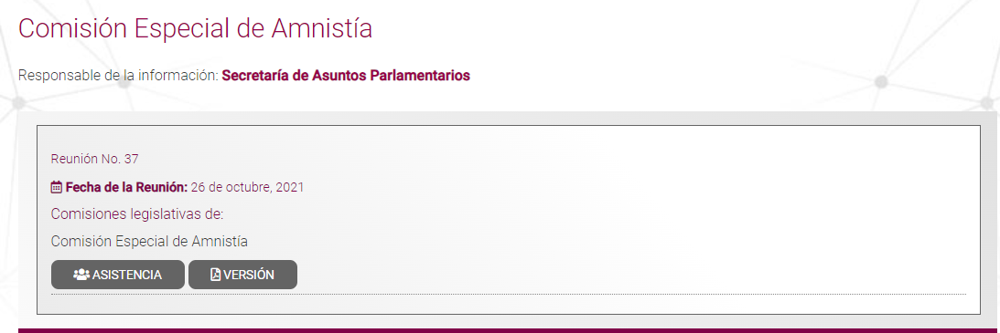 Comisión Especial de Amnistía
Responsable de la información: Secretaría de Asuntos Parlamentarios
Reunión No. 37
Fecha de la Reunión: 26 de octubre, 2021
Comisiones legislativas de:
Comisión Especial de Amnistía
ASISTENCIA VERSIÓN